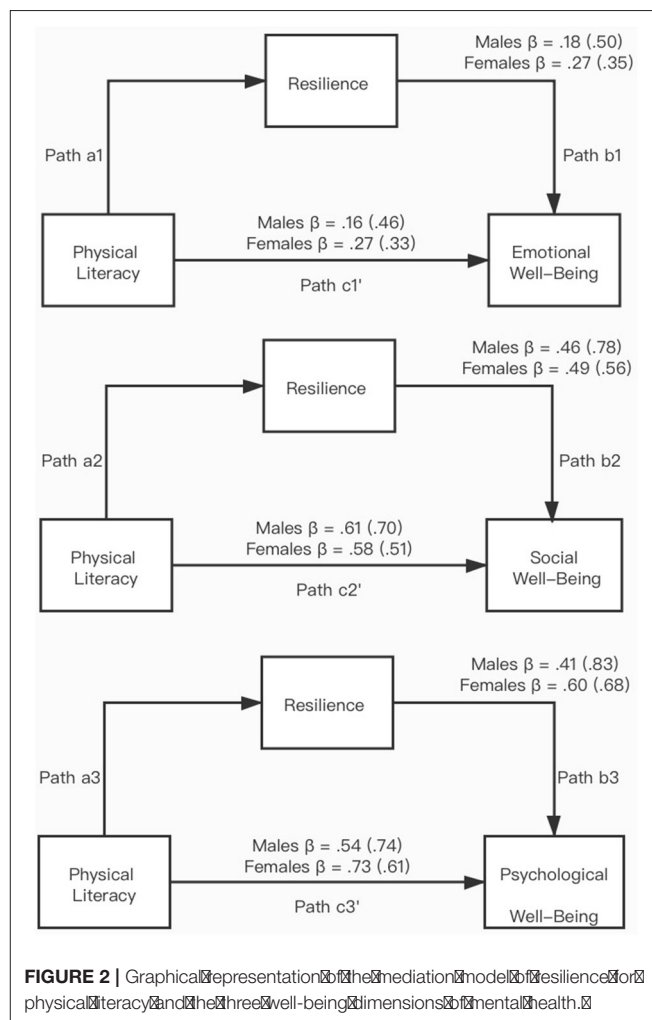 Males β = .18 (.50)
Females β = .27 (.35)
Resilience
Path a1
Path b1
Males β = .16 (.46)
Females β = .27 (.33)
Physical
Literacy
Emotional
Well–Being
Path c1'
Males β = .46 (.78)
Females β = .49 (.56)
Resilience
Path a2
Path b2
Males β = .61 (.70)
Females β = .58 (.51)
Physical
Literacy
Social
Well–Being
Path c2'
Males β = .41 (.83)
Females β = .60 (.68)
Resilience
Path a3
Path b3
Males β = .54 (.74)
Females β = .73 (.61)
Physical
Literacy
Psychological
Well–Being
Path c3'
FIGURE 2 | Graphical representation of the mediation model of resilience for
physical literacy and the three well-being dimensions of mental health.